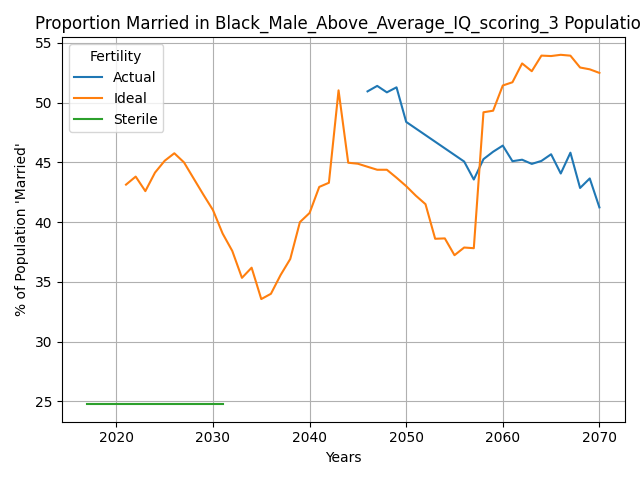 Proportion Married in Black_Male_Above_Average_IQ_scoring_3 Populatio
Fertility
Actual
Ideal
Sterile
% of Population 'Married'
55
50
45
40
35
30
25
2020
2030
2040
2050
2060
2070
Years